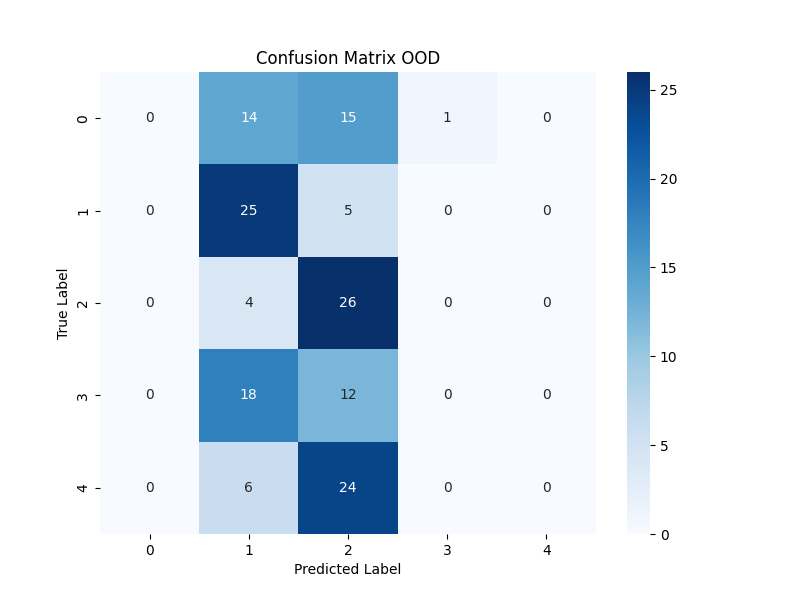 Confusion Matrix OOD
0 0 14 15 1 0
1 0 25 5 0 0
2 0 4 26 0 0
3 0 18 12 0 0
4 0 6 24 0 0
0 1 2 3 4
Predicted Label
True Label
25
20
15
10
5
0